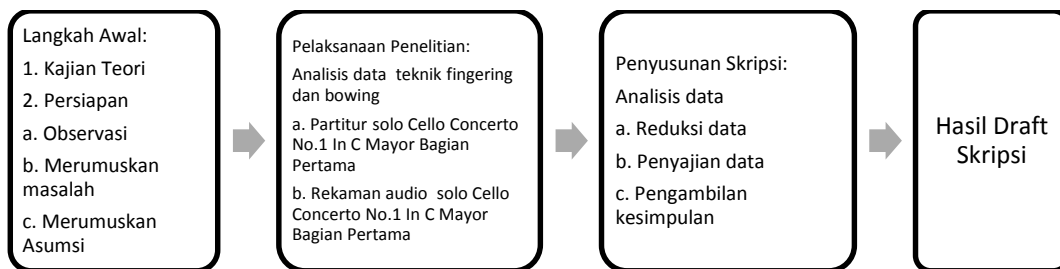 Langkah Awal:
1. Kajian Teori
2. Persiapan
a. Observasi
b. Merumuskan
masalah
c. Merumuskan
Asumsi
Pelaksanaan Penelitian:
Analisis data teknik fingering
dan bowing
a. Partitur solo Cello Concerto
No.1 In C Mayor Bagian
Pertama
b. Rekaman audio solo Cello
Concerto No.1 In C Mayor
Bagian Pertama
Penyusunan Skripsi:
Analisis data
a. Reduksi data
b. Penyajian data
c. Pengambilan
kesimpulan
Hasil Draft
Skripsi